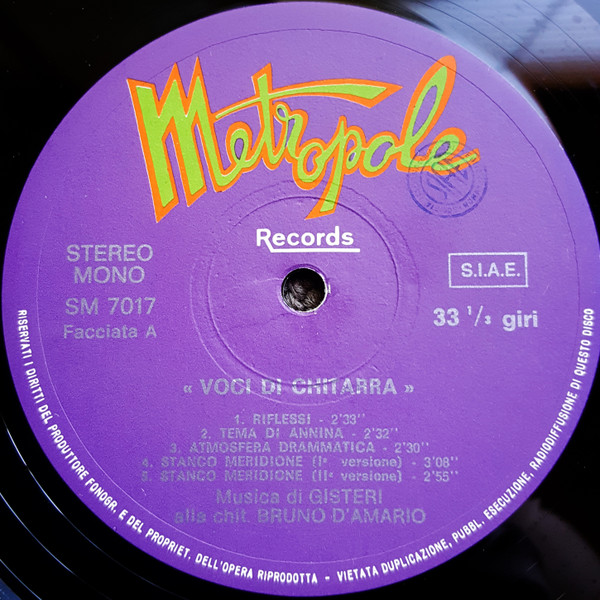 Metropole
Records
STEREO
MONO
SM 7017
Facciata A
S.I.A.E.
33 1/3 giri
« VOCI DI CHITARRA »
1. RIFLESSI - 2'33''
2. TEMA DI ANNINA - 2'32''
3. ATMOSFERA DRAMMATICA - 2'30''
4. STANCO MERIDIONE (Iª versione) - 3'08''
5. STANCO MERIDIONE (IIª versione) - 2'55''
Musica di GISTERI
alla chit. BRUNO D'AMARIO
RISERVATI I DIRITTI DEL PRODUTTORE FONOGR. E DEL PROPRIET. DELL'OPERA RIPRODOTTA - VIETATA DUPLICAZIONE, PUBBL. ESECUZIONE, RADIODIFFUSIONE DI QUESTO DISCO